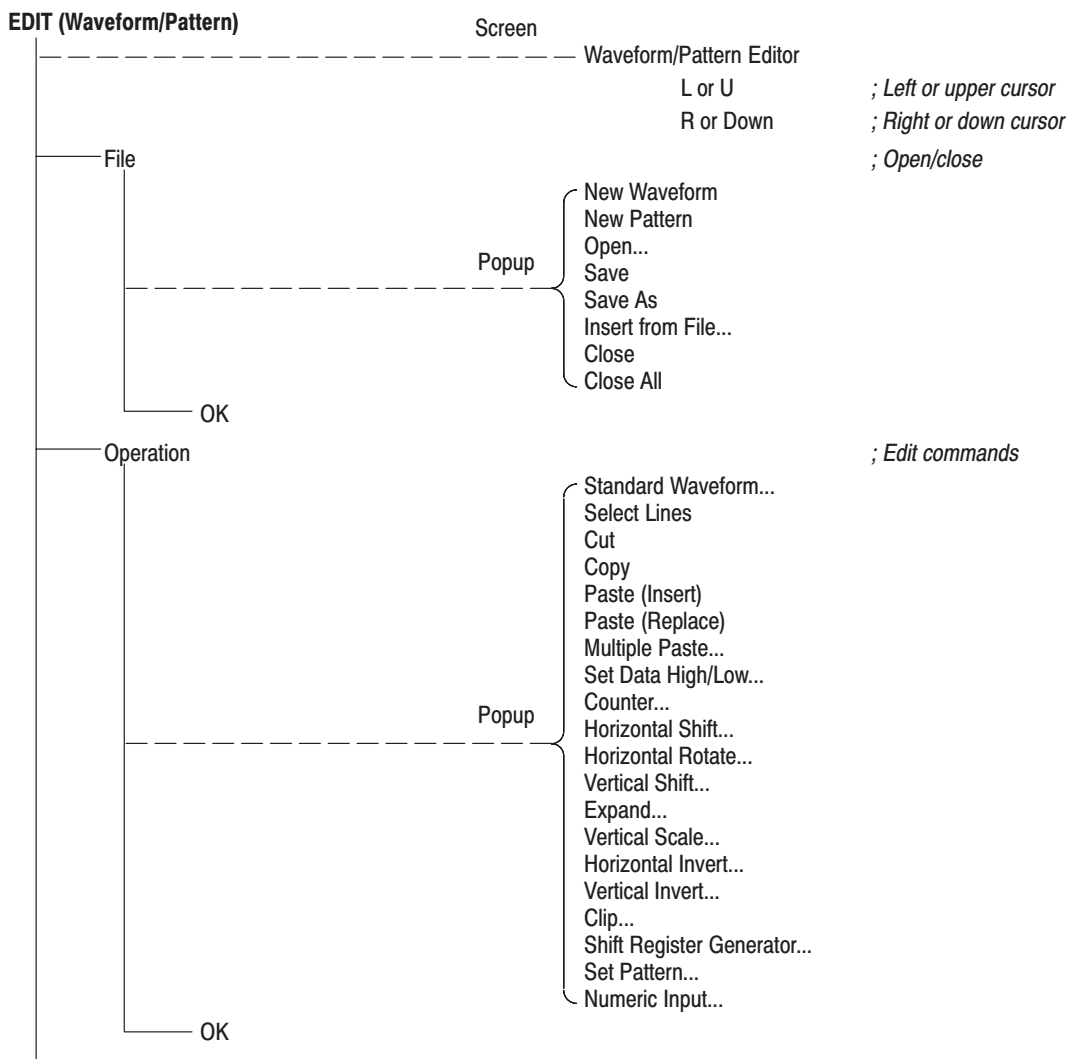 EDIT (Waveform/Pattern)
Screen
Waveform/Pattern Editor
L or U ; Left or upper cursor
R or Down ; Right or down cursor
File ; Open/close
New Waveform
New Pattern
Open...
Popup
Save
Save As
Insert from File...
Close
Close All
OK
Operation ; Edit commands
Standard Waveform...
Select Lines
Cut
Copy
Paste (Insert)
Paste (Replace)
Multiple Paste...
Set Data High/Low...
Counter...
Popup
Horizontal Shift...
Horizontal Rotate...
Vertical Shift...
Expand...
Vertical Scale...
Horizontal Invert...
Vertical Invert...
Clip...
Shift Register Generator...
Set Pattern...
Numeric Input...
OK